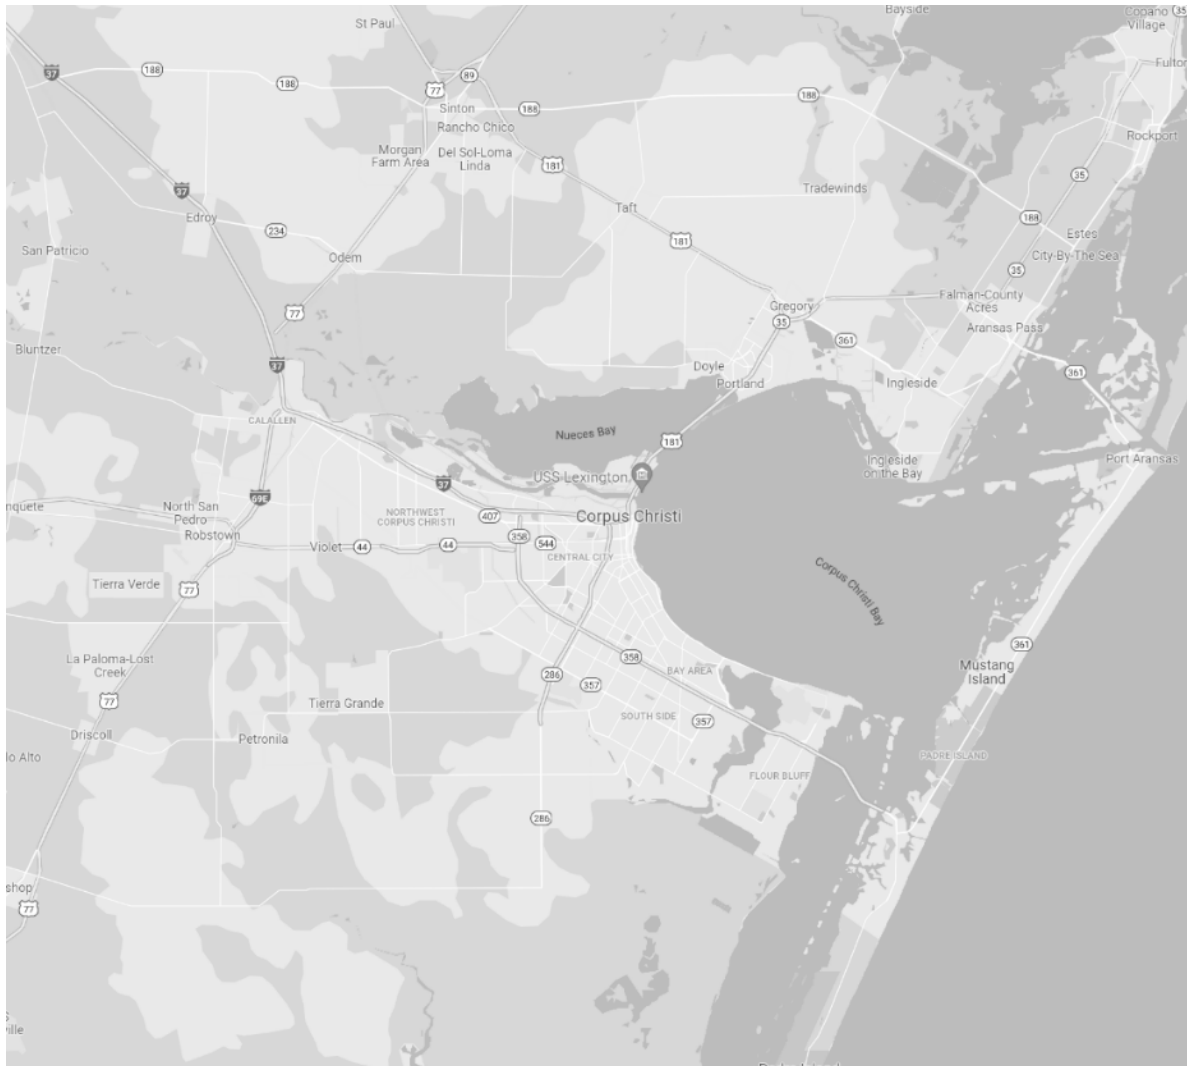 Bayside
Copano
Village
35
St Paul
37
188
188
89
77
Sinton
188
188
Fulton
Rancho Chico
Rockport
Morgan
Farm Area
Del Sol-Loma
Linda
181
35
37
Tradewinds
Edroy
Taft
188
234
181
Estes
San Patricio
Odem
City-By-The Sea
35
77
Gregory
Falman-County
Acres
35
361
Aransas Pass
Bluntzer
37
Doyle
Portland
Ingleside
361
CALALLEN
Nueces Bay
181
Port Aransas
Ingleside
on the Bay
USS Lexington
37
69E
North San
Pedro
NORTHWEST
CORPUS CHRISTI
407
Corpus Christi
Robstown
358
Violet
44
44
544
CENTRAL CITY
Tierra Verde
77
Corpus Christi Bay
361
La Paloma-Lost
Creek
358
BAY AREA
Mustang
Island
286
357
77
Tierra Grande
SOUTH SIDE
357
Driscoll
Petronila
lo Alto
PADRE ISLAND
FLOUR BLUFF
286
shop
77
ville